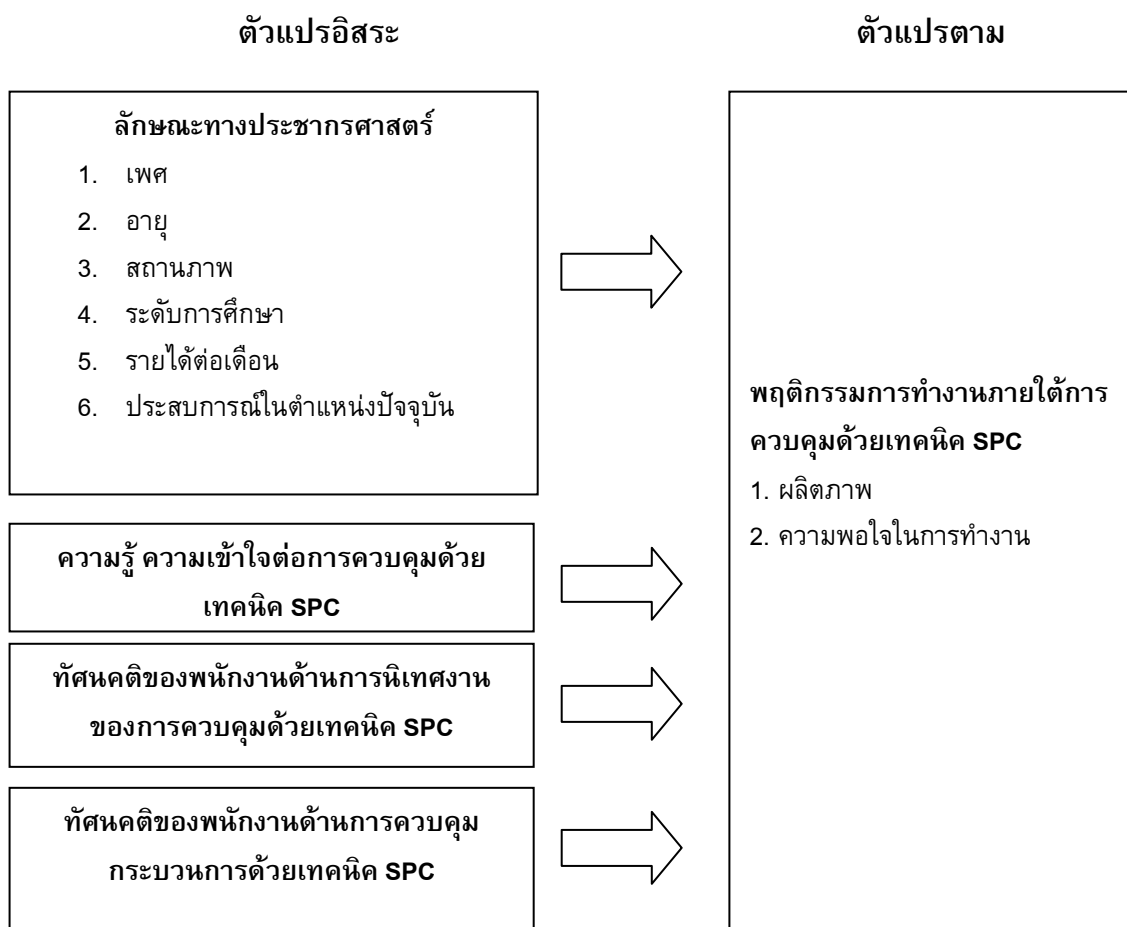 ตัวแปรอิสระ
ตัวแปรตาม
ลักษณะทางประชากรศาสตร์
1. เพศ
2. อายุ
3. สถานภาพ
4. ระดับการศึกษา
5. รายได้ต่อเดือน
6. ประสบการณ์ในตำแหน่งปัจจุบัน
ความรู้ ความเข้าใจต่อการควบคุมด้วย
เทคนิค SPC
ทัศนคติของพนักงานด้านการนิเทศงาน
ของการควบคุมด้วยเทคนิค SPC
ทัศนคติของพนักงานด้านการควบคุม
กระบวนการด้วยเทคนิค SPC
พฤติกรรมการทำงานภายใต้การ
ควบคุมด้วยเทคนิค SPC
1. ผลิตภาพ
2. ความพอใจในการทำงาน